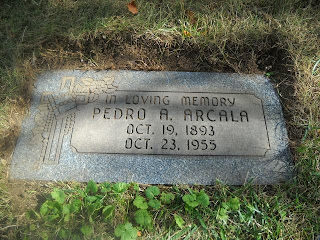 IN LOVING MEMORY
PEDRO A. ARCALA
OCT. 19, 1893
OCT. 23, 1955